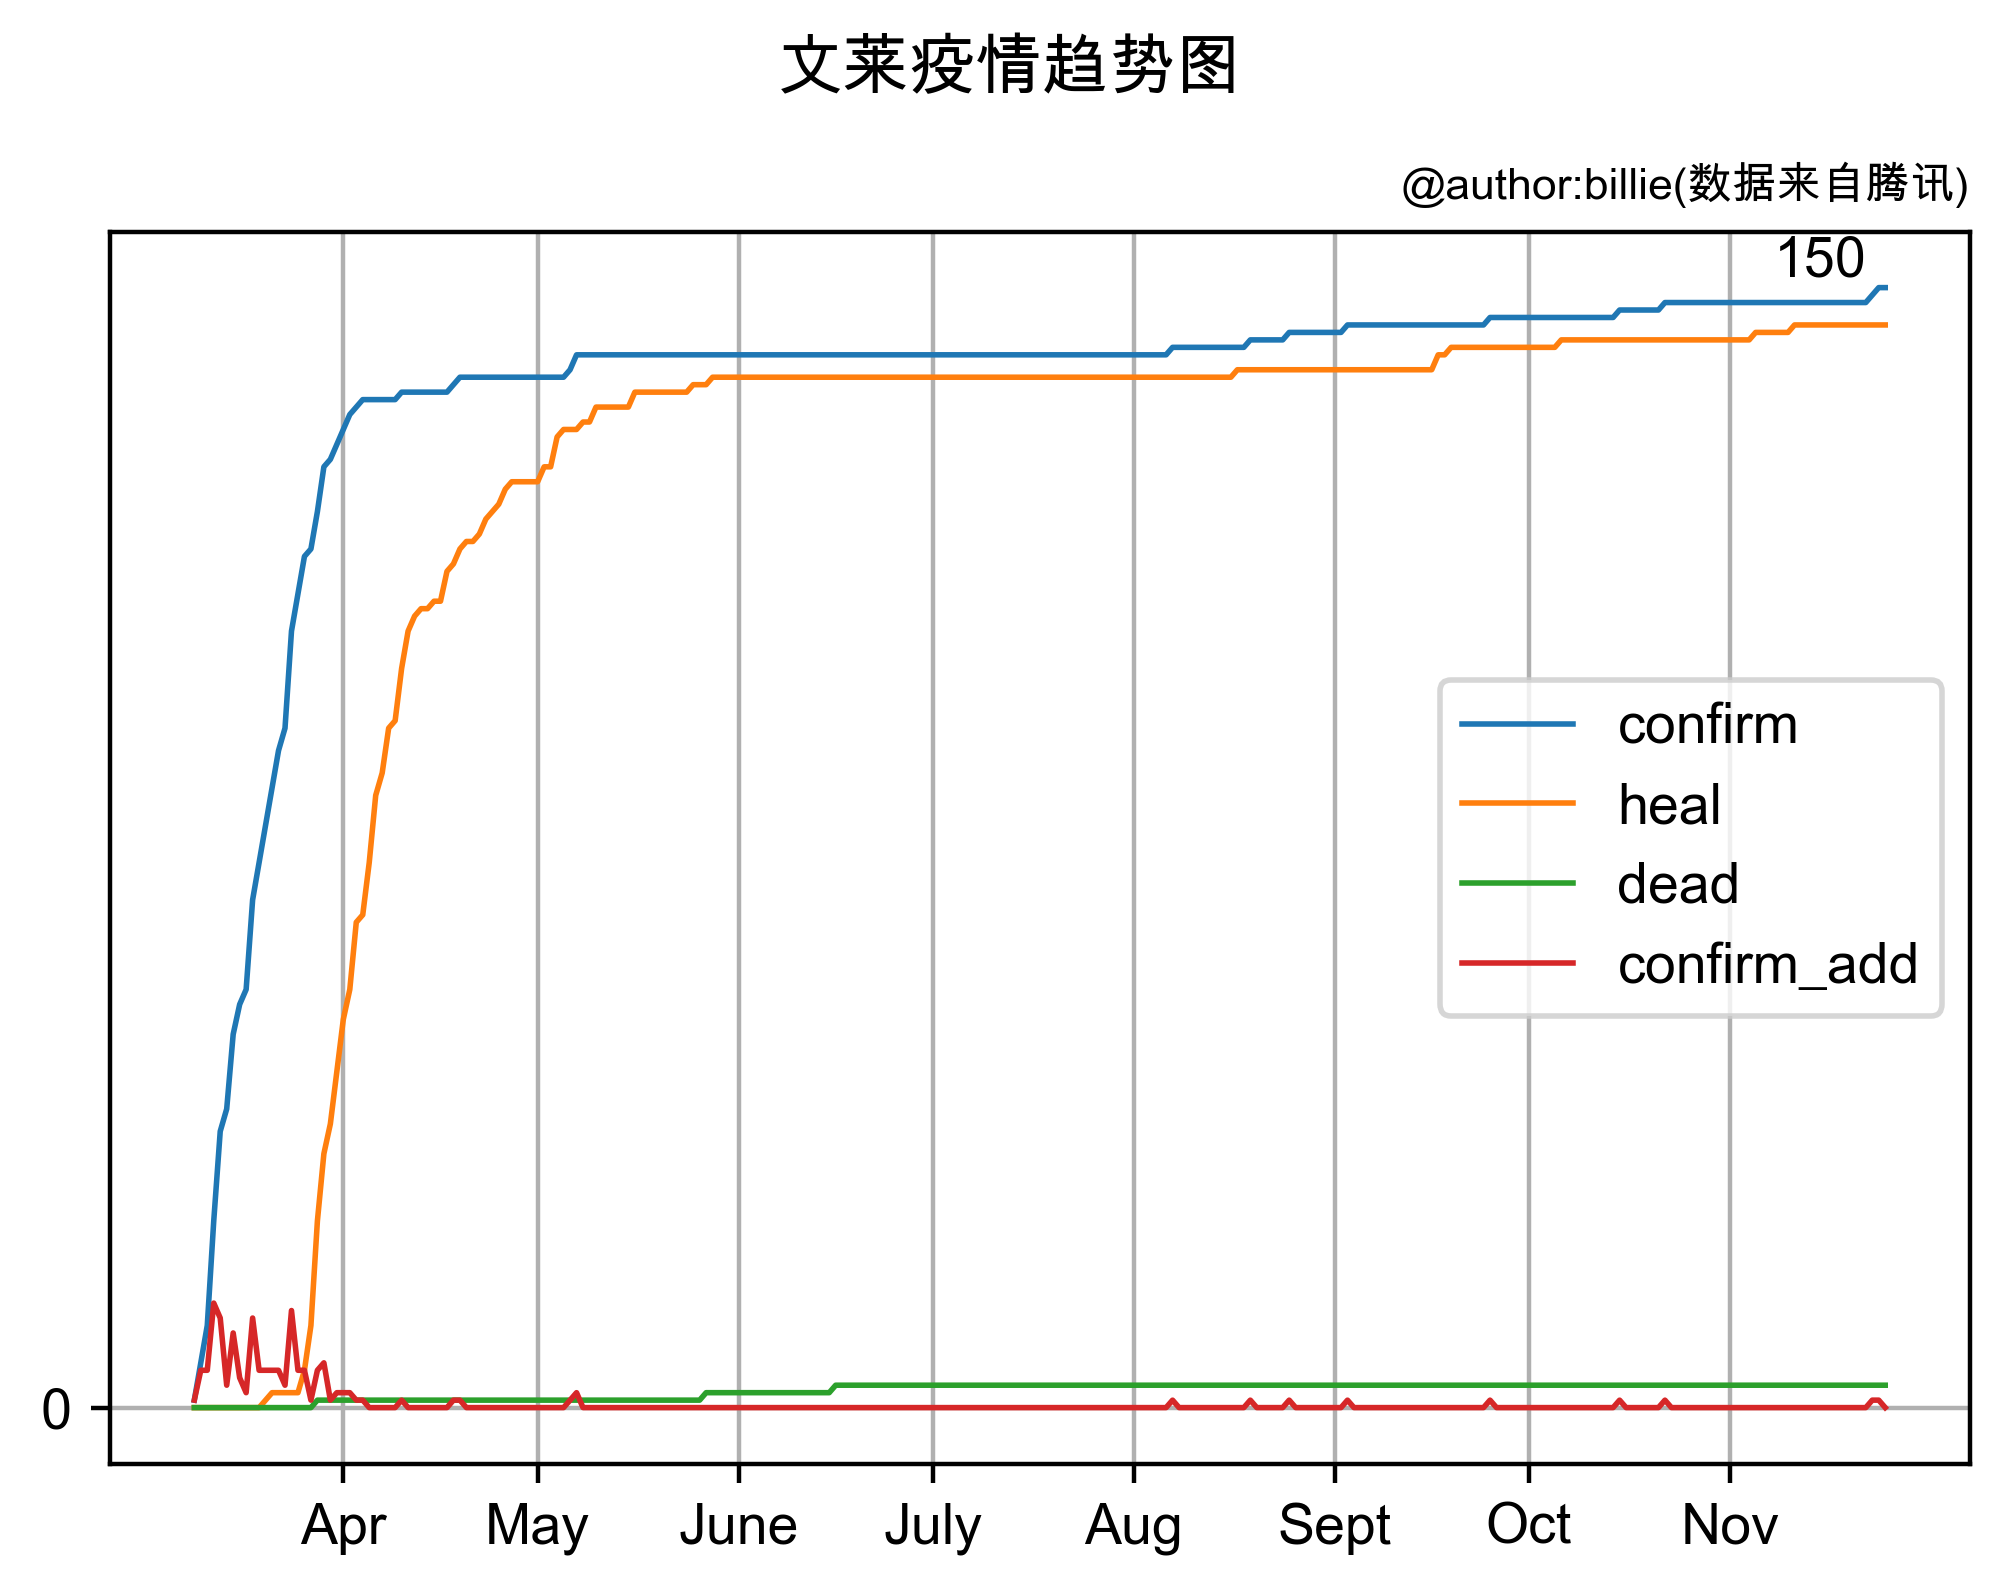 文莱疫情趋势图
@author:billie(数据来自腾讯)
150
confirm
heal
dead
confirm_add
0
Apr May June July Aug Sept Oct Nov